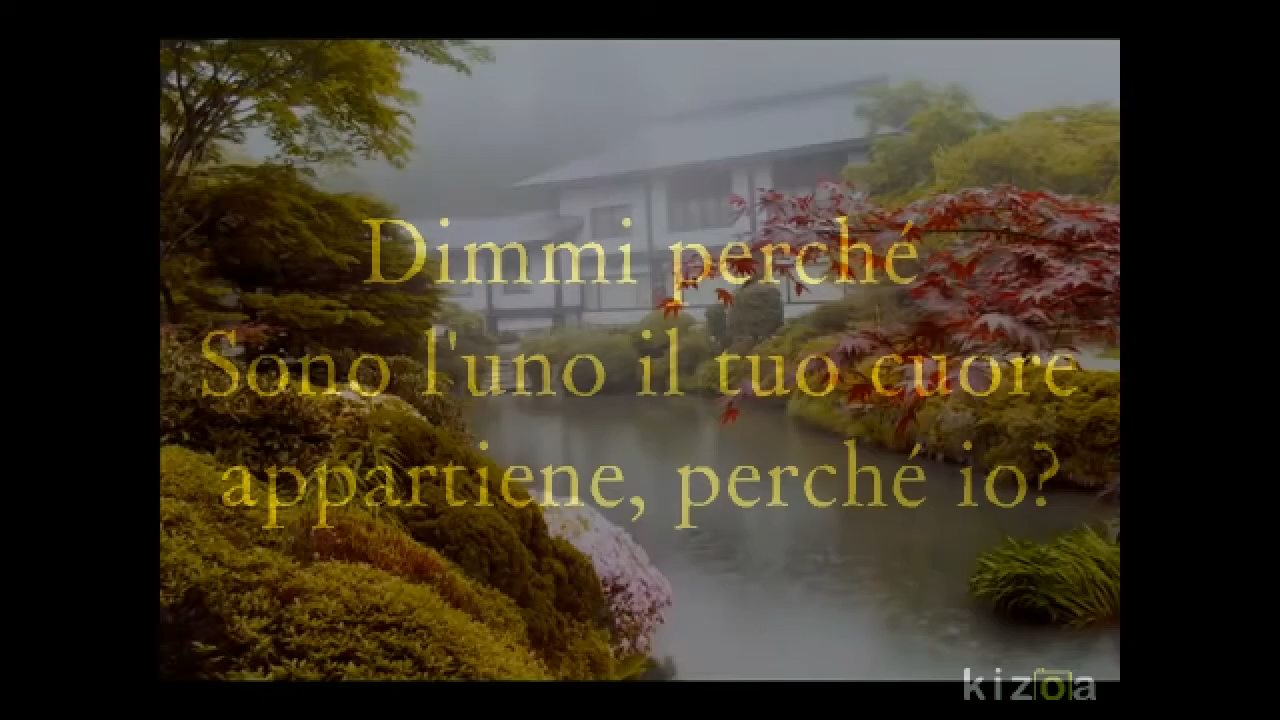 Dimmi perché
Sono l'uno il tuo cuore
appartiene, perché io?
kizoa